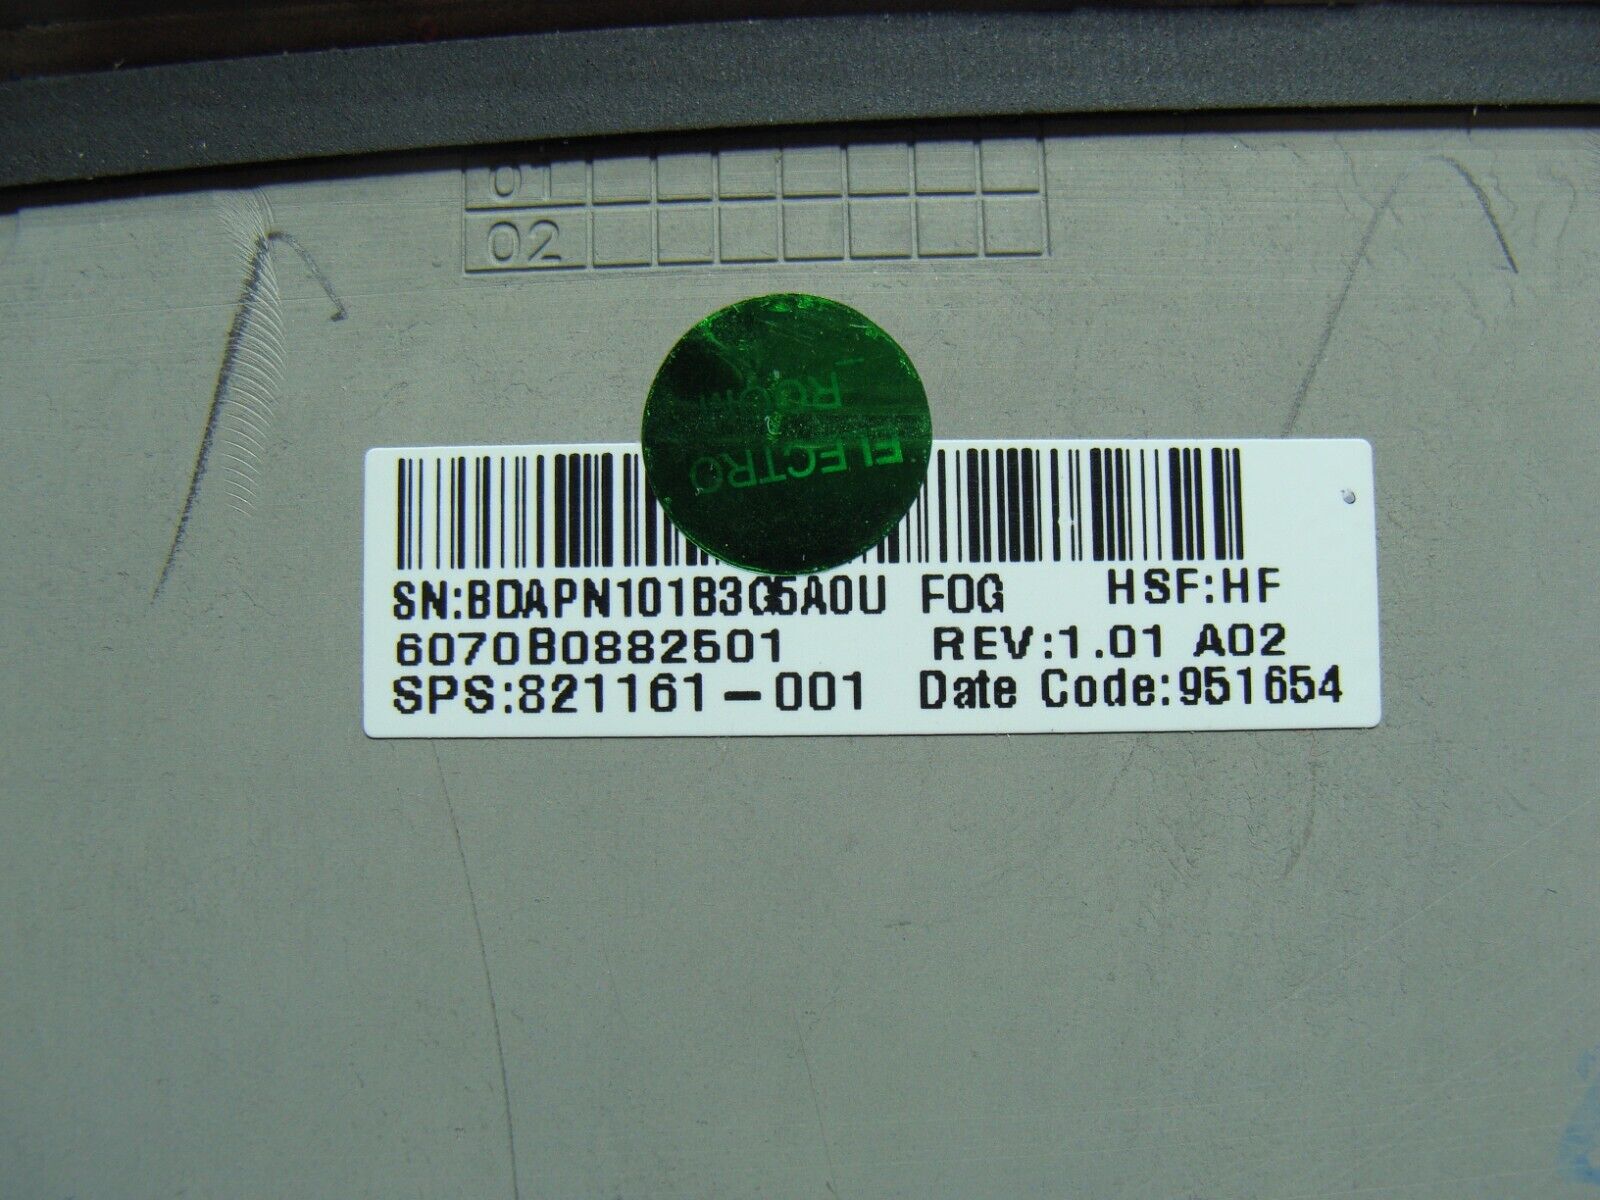 01
02
ELECTRO
ROOM
SN:BDAPN101B3G5A0U FOG HSF:HF
6070B0882501 REV:1.01 A02
SPS:821161-001 Date Code:951654